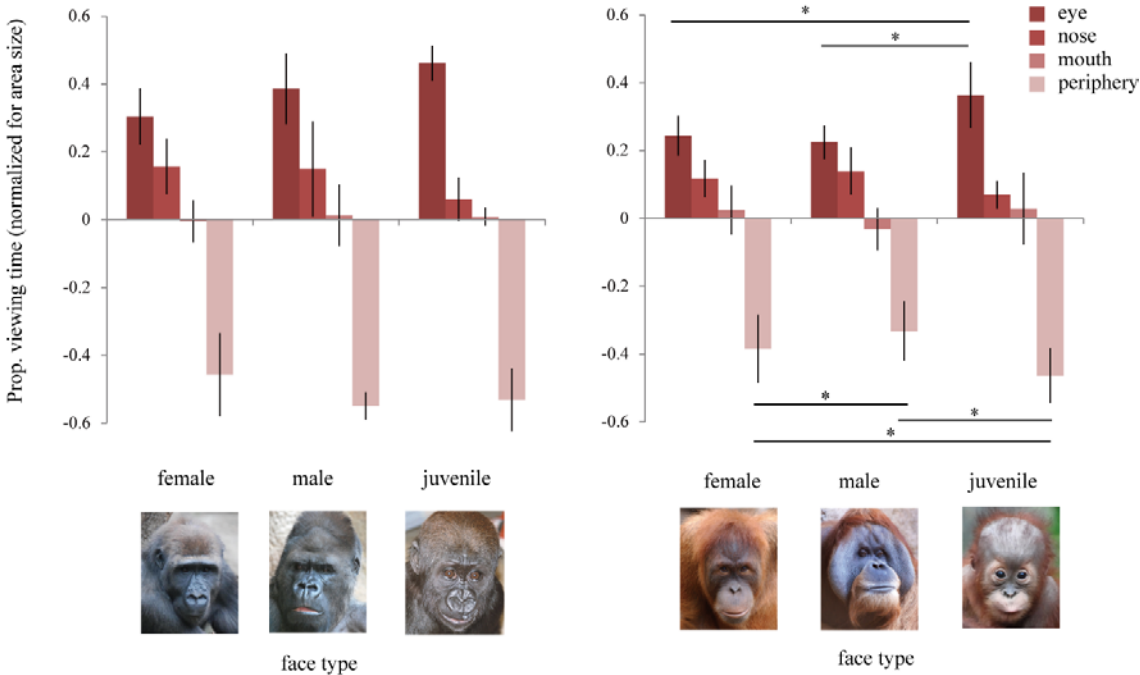 Prop. viewing time (normalized for area size)
0.6
0.4
0.2
0
-0.2
-0.4
-0.6
female male juvenile
face type
0.6
0.4
0.2
0
-0.2
-0.4
-0.6
*
*
*
*
*
eye
nose
mouth
periphery
female male juvenile
face type